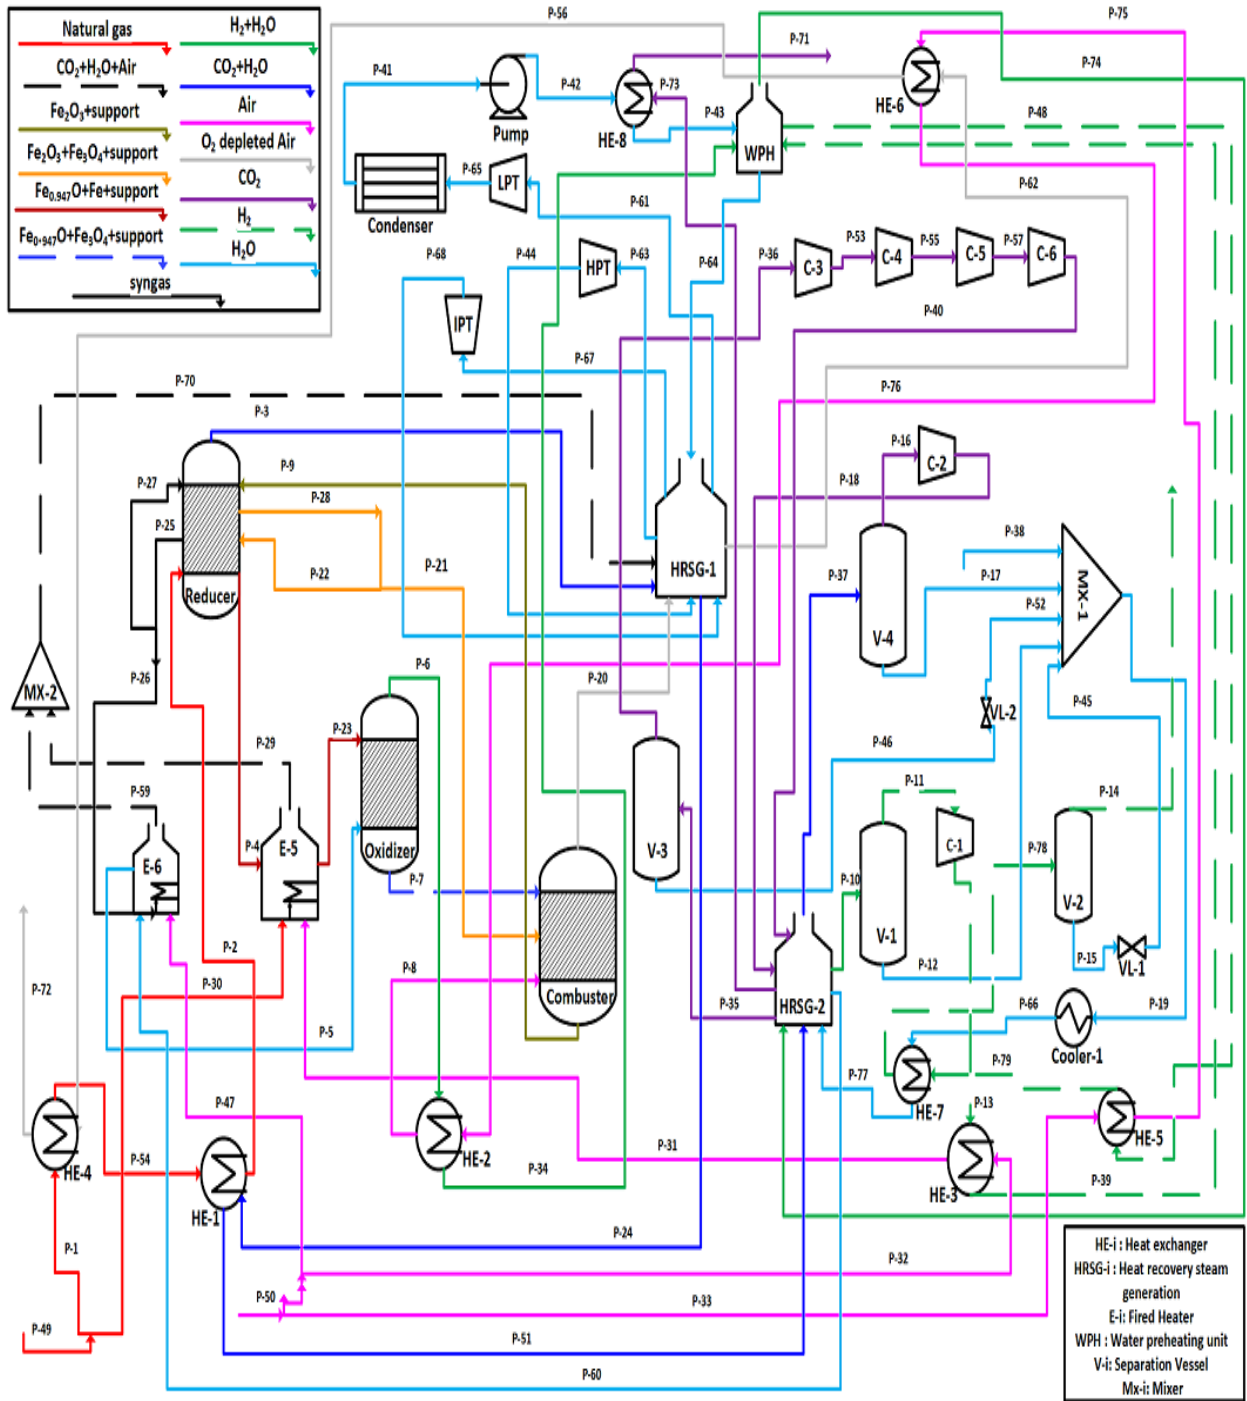 P-56
P-75
Natural gas
H₂+H₂O
P-71
P-74
CO₂+H₂O+Air
CO₂+H₂O
P-41
P-42
P-73
HE-6
Fe₂O₃+support
Air
Pump
HE-8
P-43
WPH
P-48
Fe₂O₃+Fe₃O₄+support
O₂ depleted Air
P-65
LPT
P-62
Fe₀.₉₄₇O+Fe+support
CO₂
Condenser
P-61
Fe₀.₉₄₇O+Fe₃O₄+support
H₂
H₂O
syngas
P-68
P-44
HPT
P-63
P-64
P-36
C-3
P-53
C-4
P-55
C-5
P-57
C-6
IPT
P-40
P-67
P-70
P-76
P-3
P-16
C-2
P-27
P-9
P-18
P-28
P-25
P-38
P-22
P-21
HRSG-1
P-37
P-17
MX-1
Reducer
P-52
V-4
P-26
MX-2
P-6
P-20
VL-2
P-45
P-29
P-23
P-46
P-59
P-11
P-14
E-6
P-4
E-5
Oxidizer
V-3
C-1
P-78
P-7
P-10
V-2
V-1
P-2
P-12
P-15
VL-1
P-72
P-30
P-8
Combuster
P-35
HRSG-2
P-66
P-19
P-5
Cooler-1
P-47
P-77
HE-7
P-79
P-13
HE-5
HE-4
P-54
HE-2
P-31
P-34
HE-3
P-39
HE-1
P-1
P-24
P-32
P-50
P-33
P-49
P-51
P-60
HE-i : Heat exchanger
HRSG-i : Heat recovery steam
generation
E-i: Fired Heater
WPH : Water preheating unit
V-i: Separation Vessel
Mx-i: Mixer